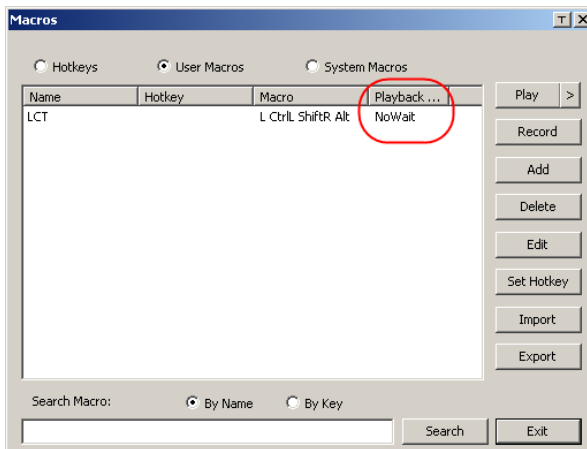 Macros
Hotkeys User Macros System Macros
Name Hotkey Macro Playback ...
LCT L CtrlL ShiftR Alt NoWait
Play >
Record
Add
Delete
Edit
Set Hotkey
Import
Export
Search Macro: By Name By Key
Search Exit